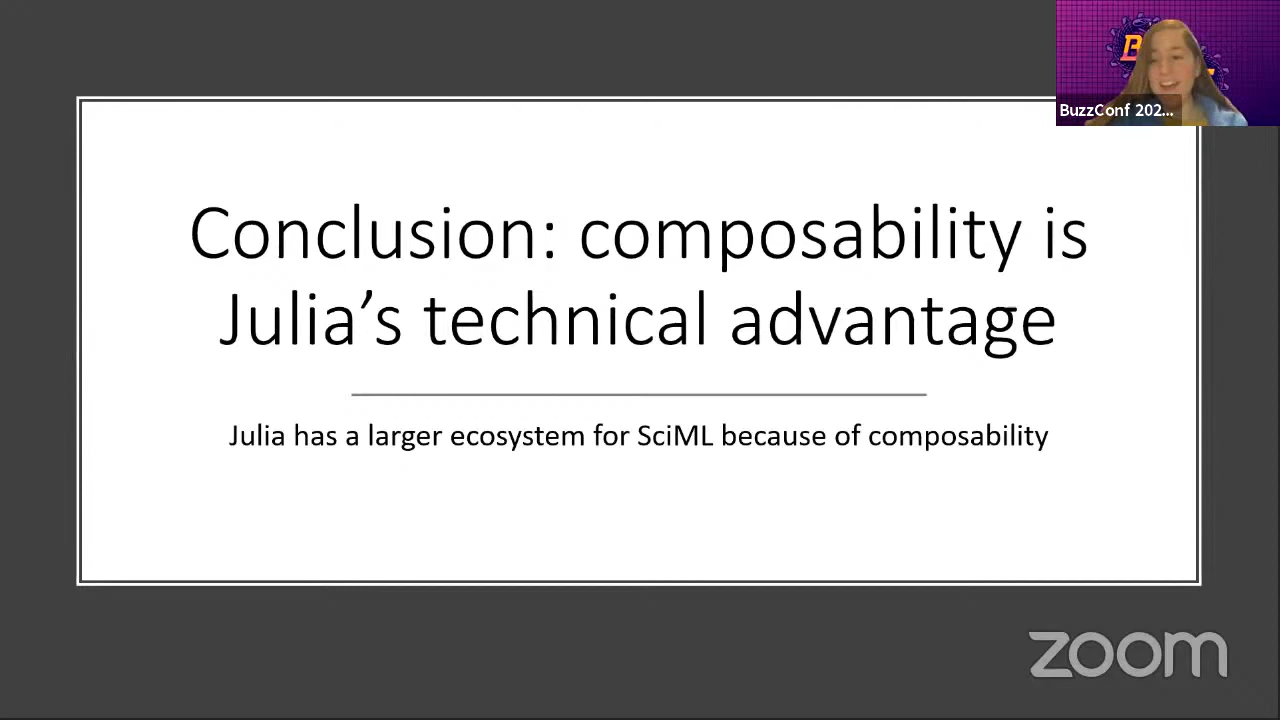 BuzzConf 202...
Conclusion: composability is
Julia’s technical advantage
Julia has a larger ecosystem for SciML because of composability
zoom